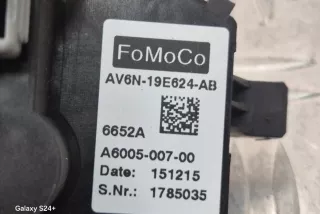 FoMoCo
AV6N-19E624-AB
6652A
A6005-007-00
Date: 151215
S.Nr.: 1785035
Galaxy S24+